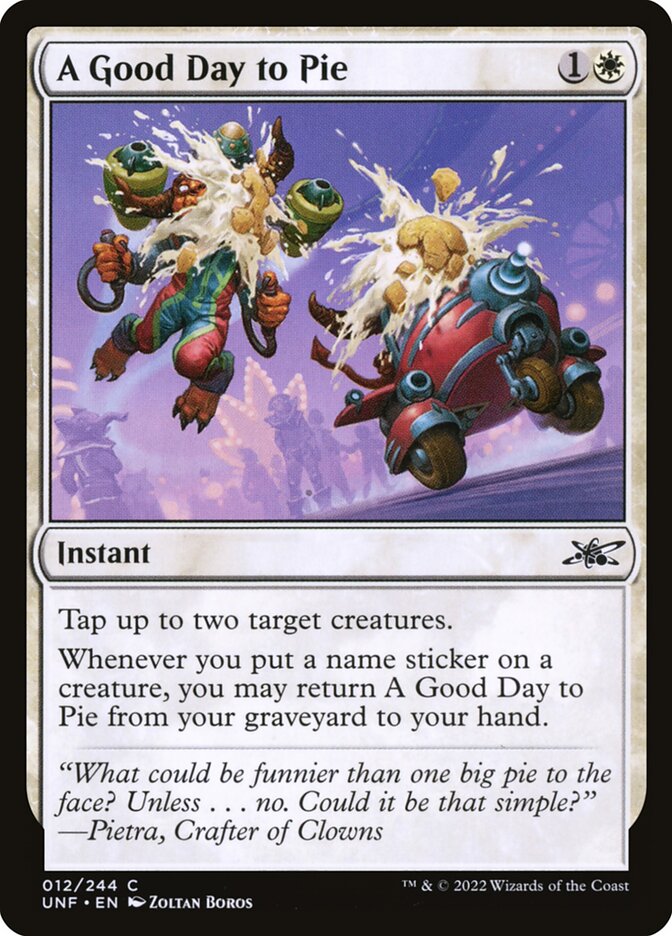 A Good Day to Pie 1
Instant
Tap up to two target creatures.
Whenever you put a name sticker on a
creature, you may return A Good Day to
Pie from your graveyard to your hand.
“What could be funnier than one big pie to the
face? Unless . . . no. Could it be that simple?”
—Pietra, Crafter of Clowns
012/244 C
™ & © 2022 Wizards of the Coast
UNF • EN Zoltan Boros